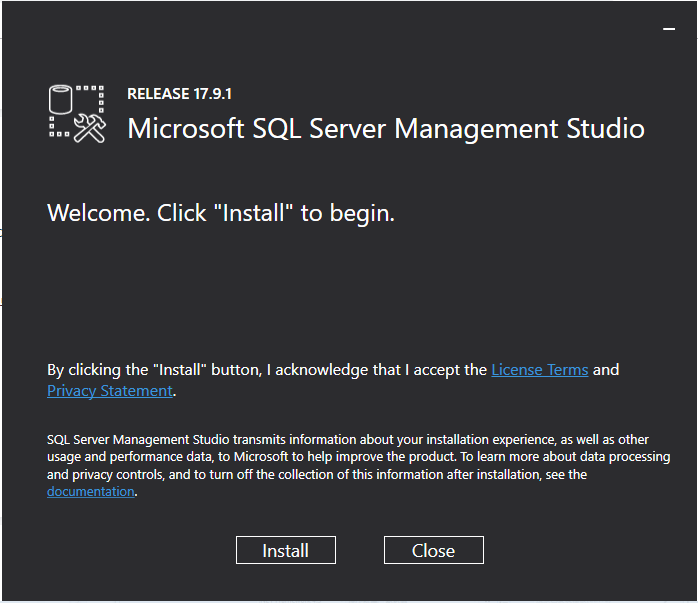 RELEASE 17.9.1
Microsoft SQL Server Management Studio
Welcome. Click "Install" to begin.
By clicking the "Install" button, I acknowledge that I accept the License Terms and
Privacy Statement.
SQL Server Management Studio transmits information about your installation experience, as well as other
usage and performance data, to Microsoft to help improve the product. To learn more about data processing
and privacy controls, and to turn off the collection of this information after installation, see the
documentation.
Install
Close